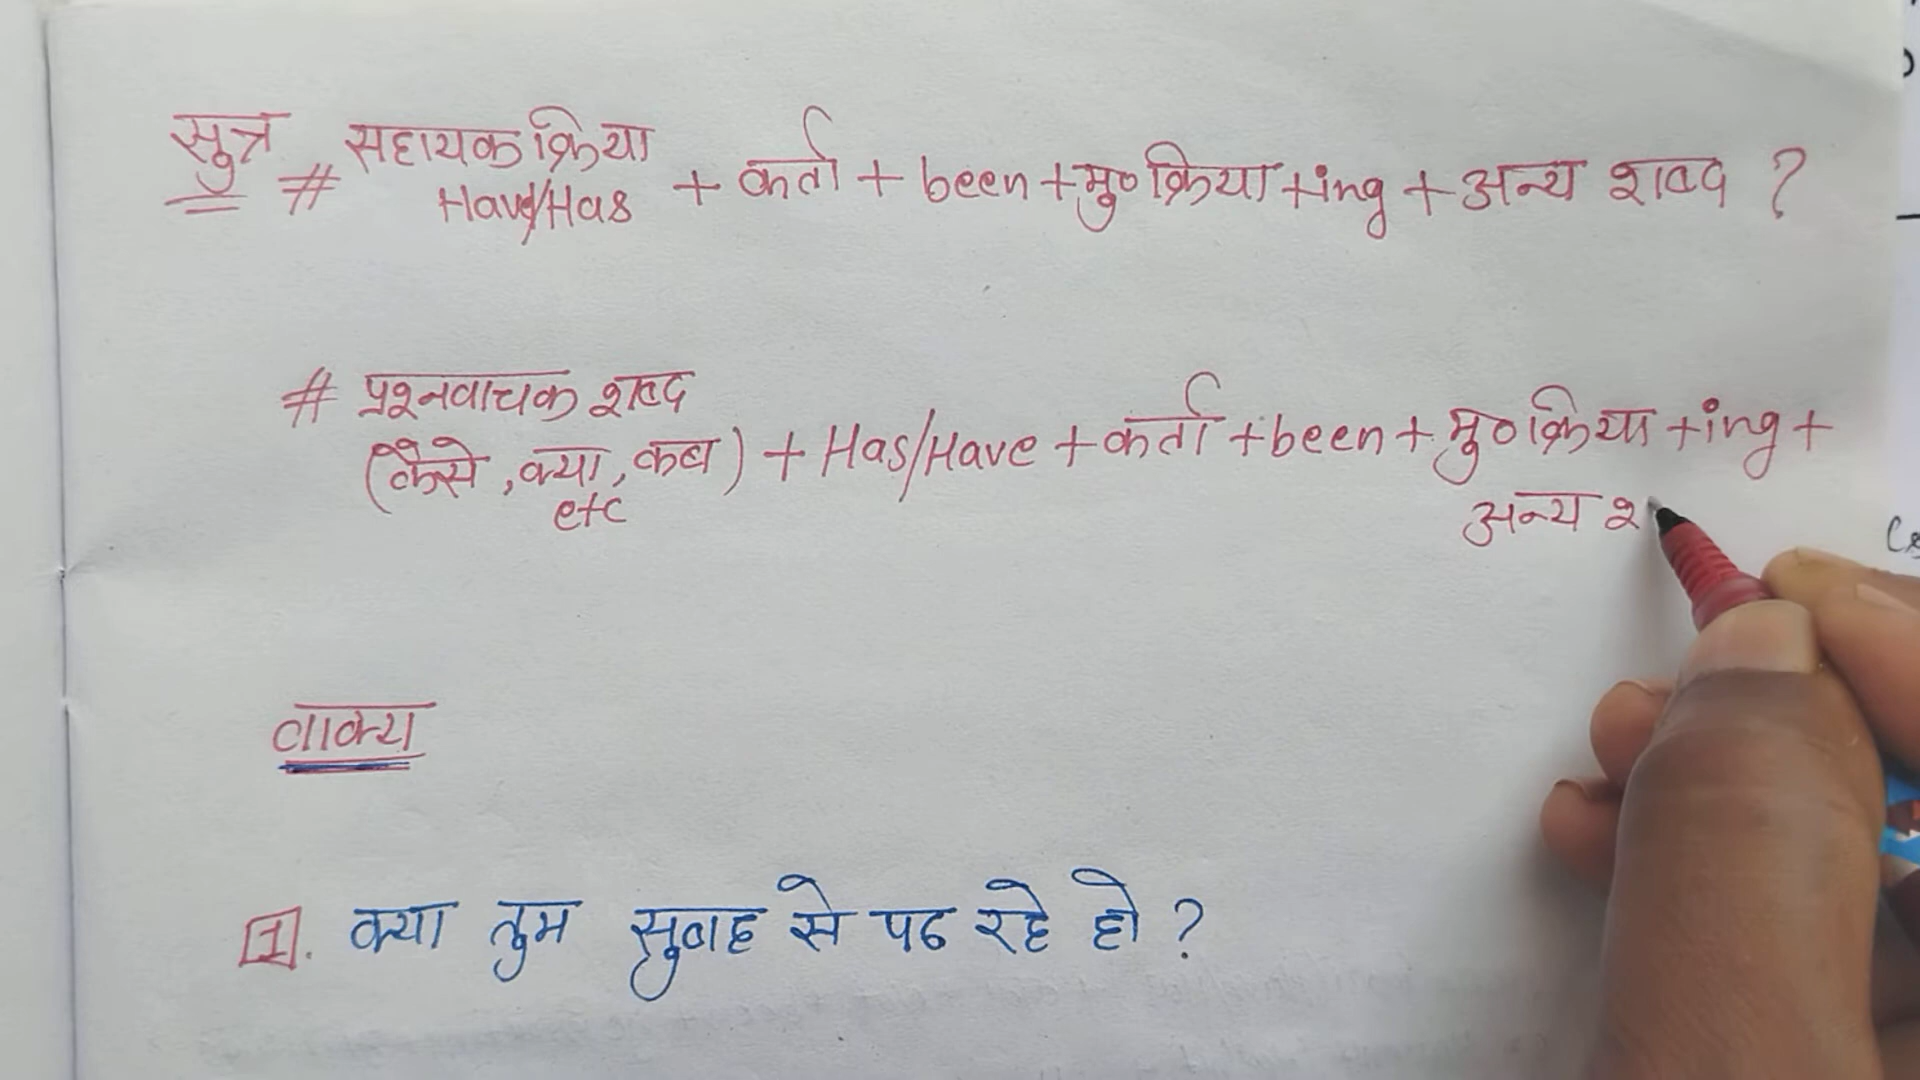 सुत्र # सहायक क्रिया Have/Has + कर्ता + been + मु० क्रिया +ing + अन्य शब्द ?
# प्रश्नवाचक शब्द
(कैसे, क्या, कब) + Has/Have + कर्ता + been + मु० क्रिया +ing +
etc अन्य
वाक्य
1. क्या तुम सुबह से पढ रहे हो ?